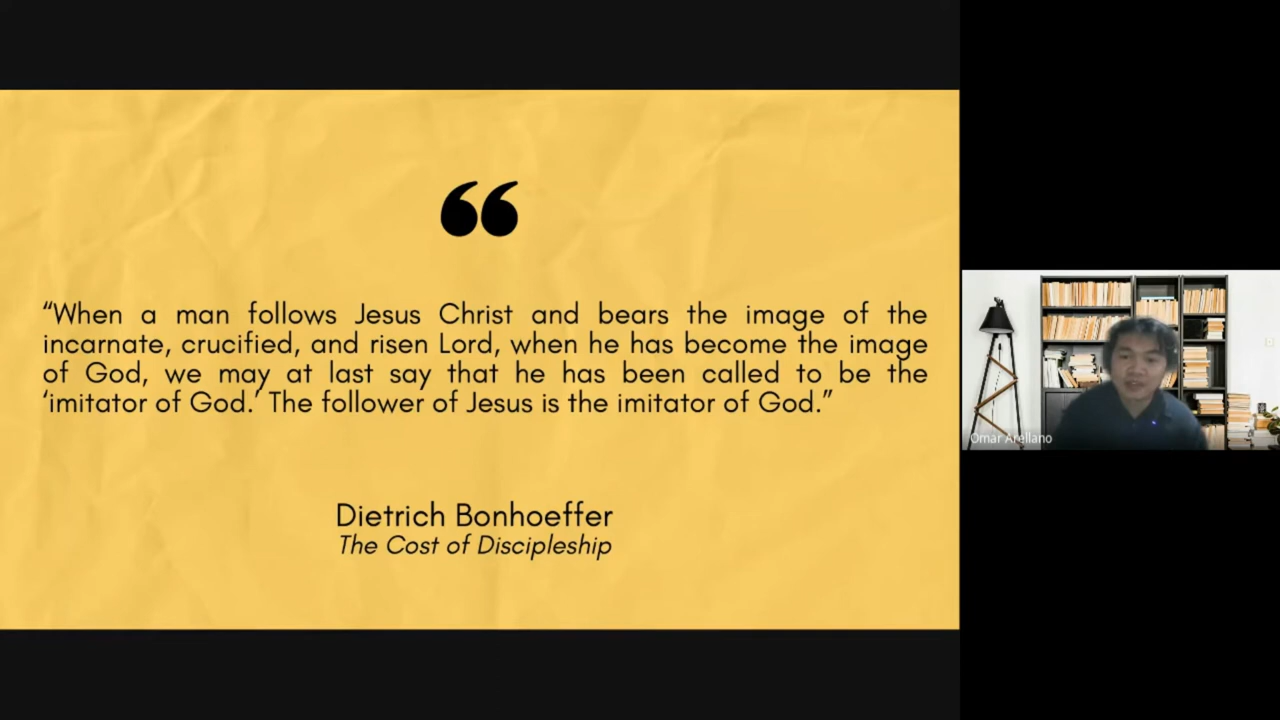 “When a man follows Jesus Christ and bears the image of the
incarnate, crucified, and risen Lord, when he has become the image
of God, we may at last say that he has been called to be the
‘imitator of God.’ The follower of Jesus is the imitator of God.”
Dietrich Bonhoeffer
The Cost of Discipleship
Omar Arellano